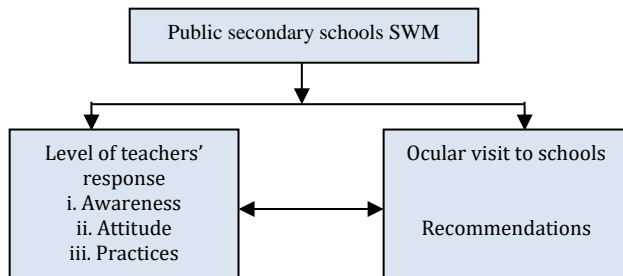 Public secondary schools SWM
Level of teachers'
response
i. Awareness
ii. Attitude
iii. Practices
Ocular visit to schools
Recommendations